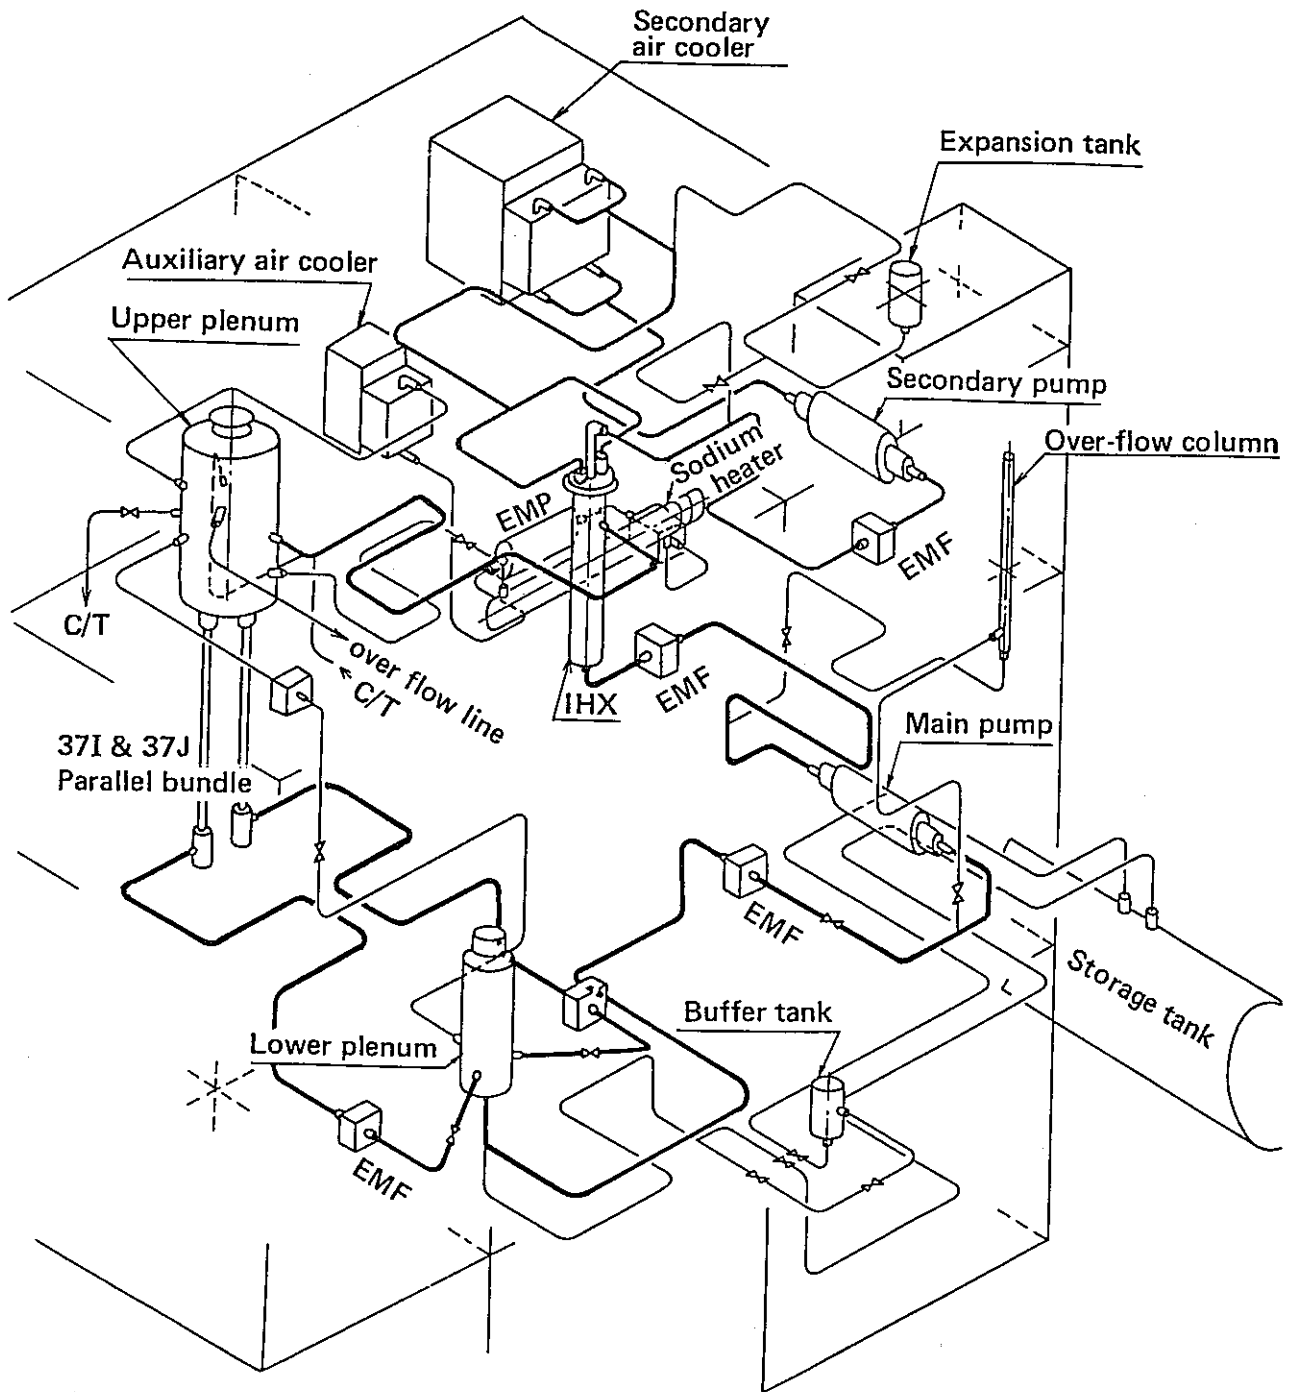 Secondary
air cooler
Expansion tank
Auxiliary air cooler
Upper plenum
Secondary pump
Over-flow column
Sodium
heater
EMP
EMF
C/T
over flow line
C/T
IHX
EMF
Main pump
37I & 37J
Parallel bundle
EMF
Storage tank
Buffer tank
Lower plenum
EMF